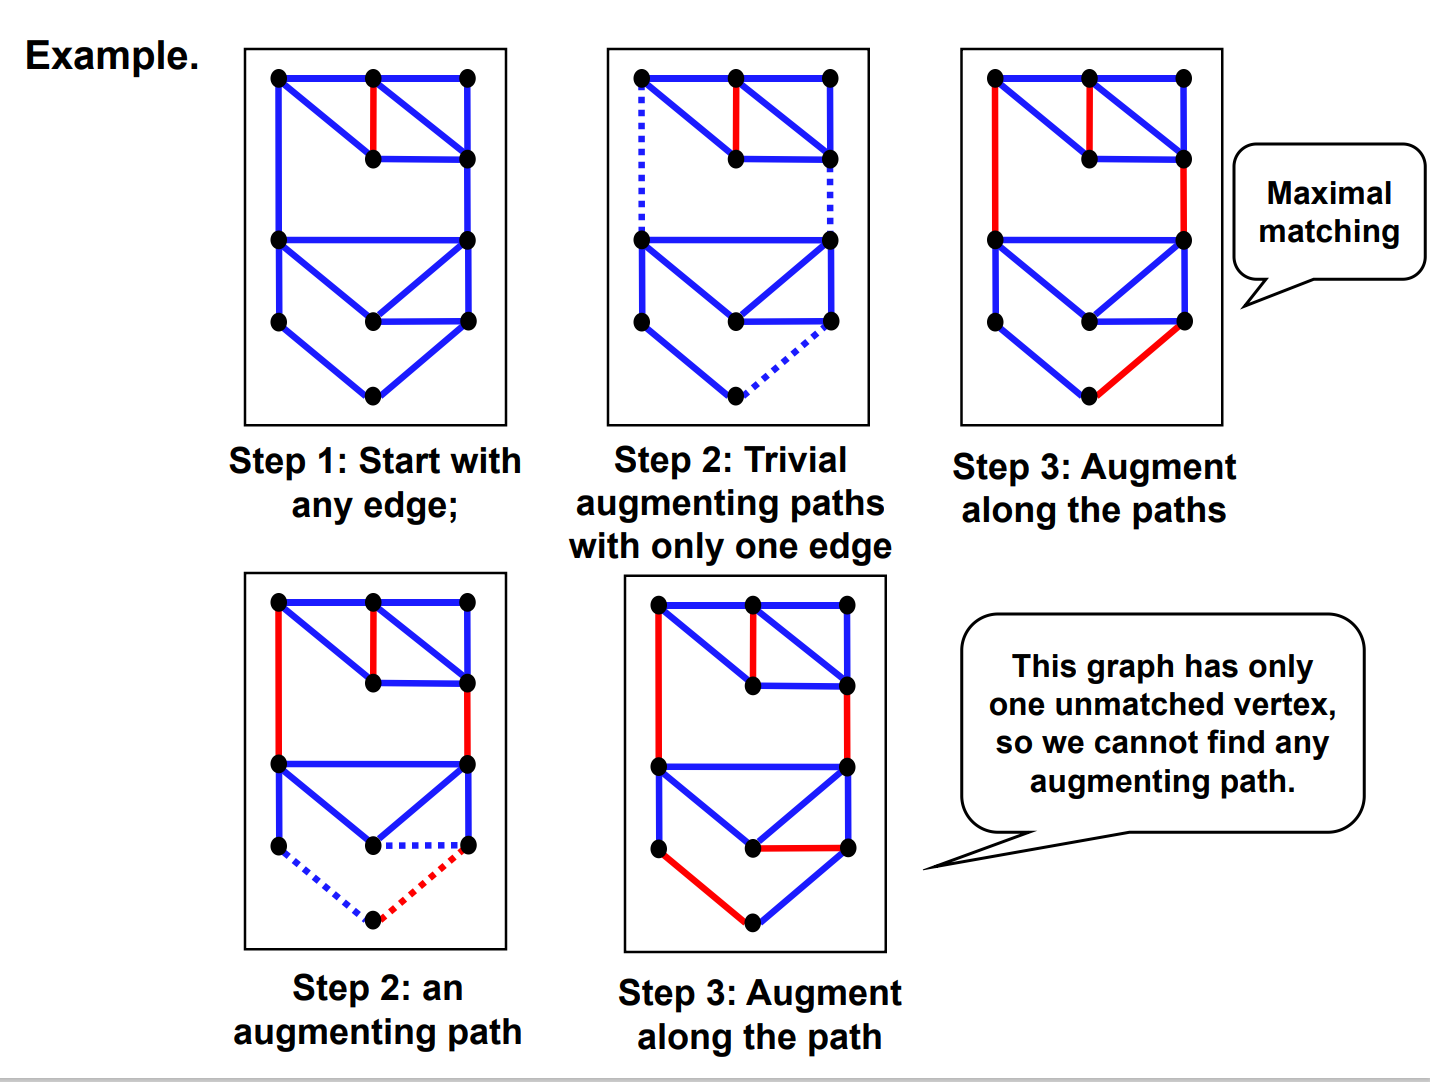 Example.
Maximal
matching
Step 1: Start with
any edge;
Step 2: Trivial
augmenting paths
with only one edge
Step 3: Augment
along the paths
This graph has only
one unmatched vertex,
so we cannot find any
augmenting path.
Step 2: an
augmenting path
Step 3: Augment
along the path